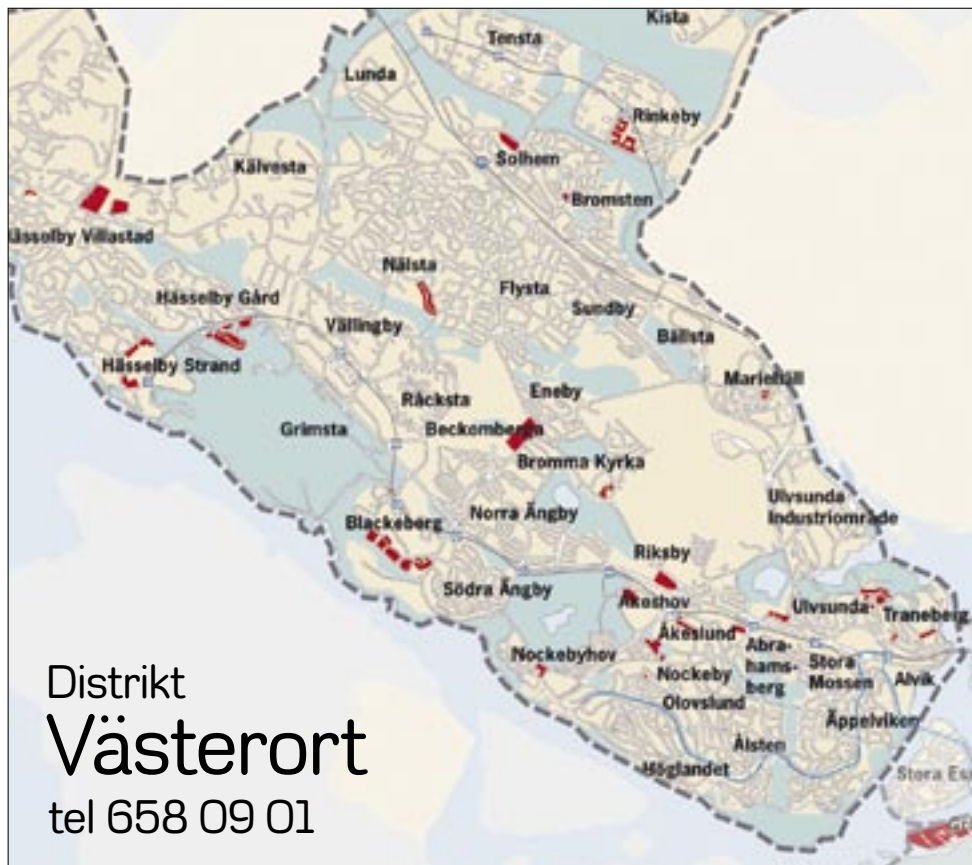 Kista
Tensta
Lunda
Rinkeby
Solhem
Kälvesta
Bromsten
Hässelby Villastad
Nälsta
Flysta
Hässelby Gård
Sundby
Vällingby
Bällsta
Hässelby Strand
Mariehäll
Eneby
Råcksta
Grimsta
Beckomberga
Bromma Kyrka
Ulvsunda
Industriområde
Norra Ängby
Blackeberg
Riksby
Södra Ängby
Åkeshov
Ulvsunda
Traneberg
Åkeslund
Abra-
hams-
berg
Nockebyhov
Stora
Mossen
Nockeby
Alvik
Olovslund
Äppelviken
Ålsten
Höglandet
Stora
Distrikt
Västerort
tel 658 09 01